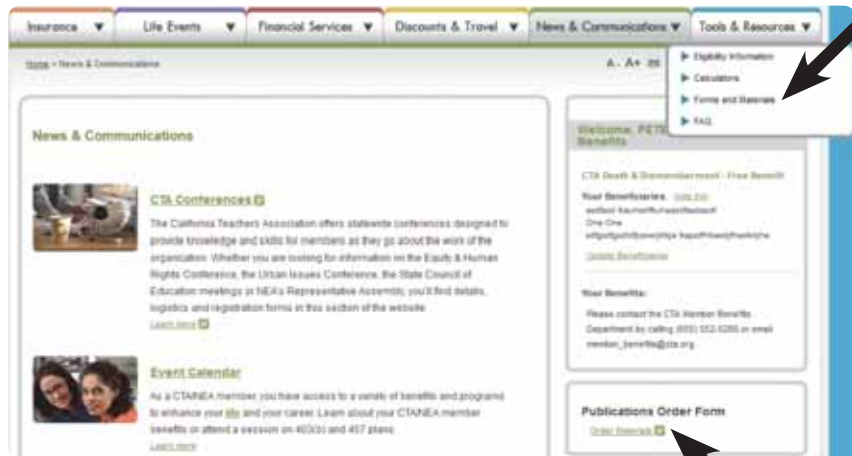 Insurance ▼ Life Events ▼ Financial Services ▼ Discounts & Travel ▼ News & Communications ▼ Tools & Resources ▼
Home > News & Communications
A- A+
Eligibility Information
Calculators
Forms and Materials
FAQ
News & Communications
CTA Conferences
The California Teachers Association offers statewide conferences designed to
provide knowledge and skills for members as they go about the work of the
organization. Whether you are looking for information on the Equity & Human
Rights Conference, the Urban Issues Conference, the State Council of
Education meetings or NEA's Representative Assembly, you'll find details,
logistics and registration forms in this section of the website.
Learn more
Event Calendar
As a CTA/NEA member, you have access to a variety of benefits and programs
to enhance your life and your career. Learn about your CTA/NEA member
benefits or attend a session on 403(b) and 457 plans.
Learn more
Welcome, PETE
Benefits
CTA Death & Dismemberment - Free Benefit
Your Beneficiaries:
One One
Update Beneficiaries
Your Benefits:
Please contact the CTA Member Benefits
Department by calling (650) 552-5200 or email
member_benefits@cta.org
Publications Order Form
Order Materials